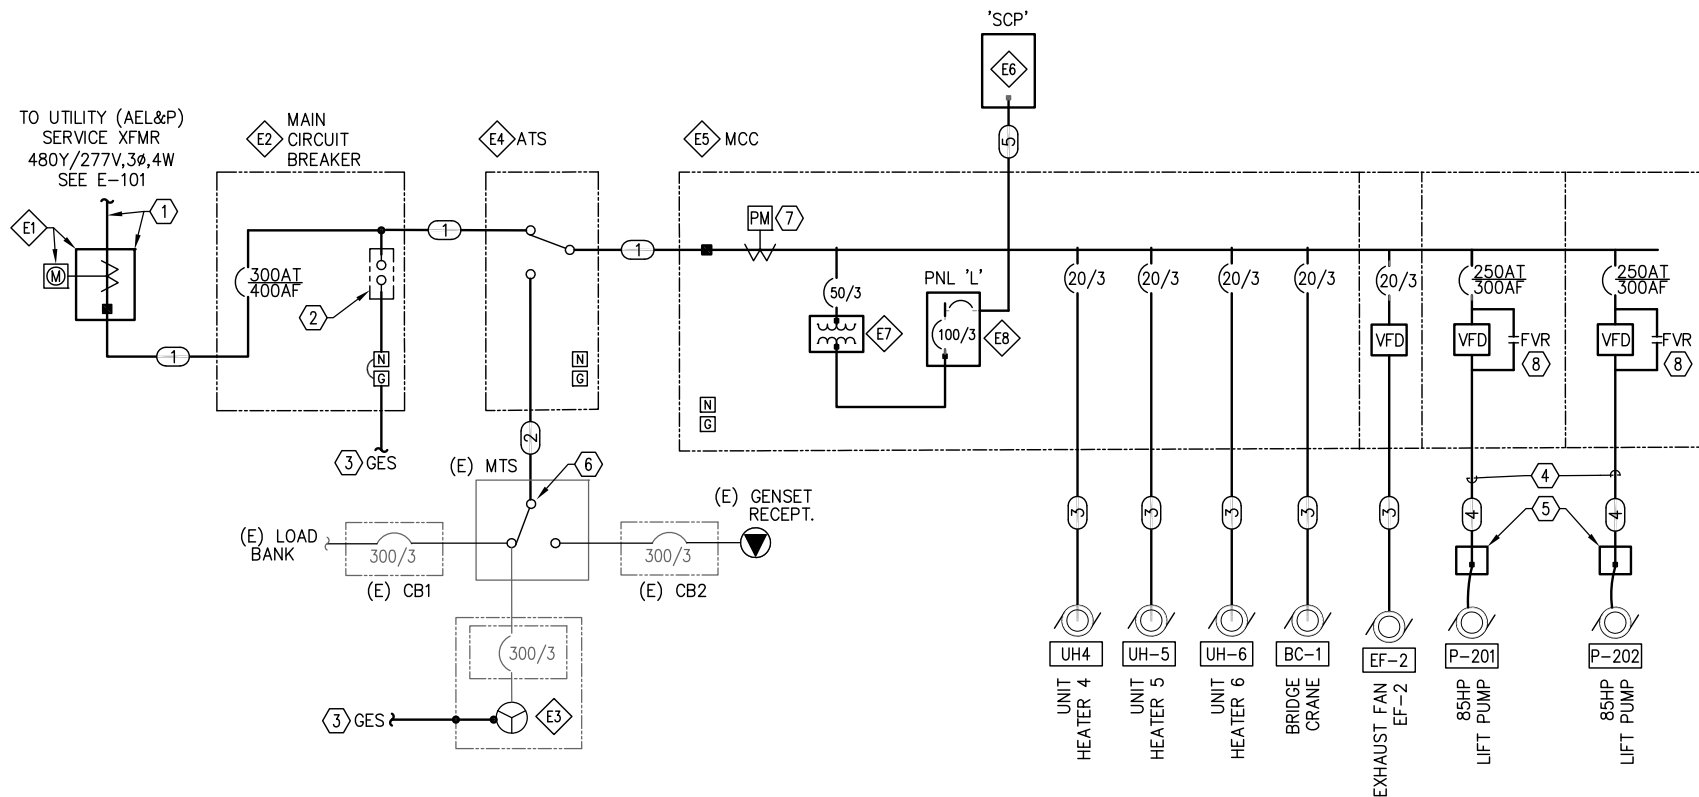 'SCP'
E6
5
TO UTILITY (AEL&P)
SERVICE XFMR
480Y/277V,3ø,4W
SEE E-101
E1
1
M
1
E2
MAIN
CIRCUIT
BREAKER
300AT
400AF
2
N
G
3
GES
1
E4
ATS
N
G
2
1
E5
MCC
PM
7
50/3
E7
PNL 'L'
100/3
E8
N
G
20/3
20/3
20/3
20/3
20/3
250AT
300AF
250AT
300AF
VFD
VFD
FVR
8
VFD
FVR
8
(E) MTS
6
(E) LOAD
BANK
300/3
(E) CB1
300/3
(E) CB2
(E) GENSET
RECEPT.
300/3
3
GES
E3
4
5
3
3
3
3
3
4
4
UH4
UH-5
UH-6
BC-1
EF-2
P-201
P-202
UNIT
HEATER 4
UNIT
HEATER 5
UNIT
HEATER 6
BRIDGE
CRANE
EXHAUST FAN
EF-2
85HP
LIFT PUMP
85HP
LIFT PUMP